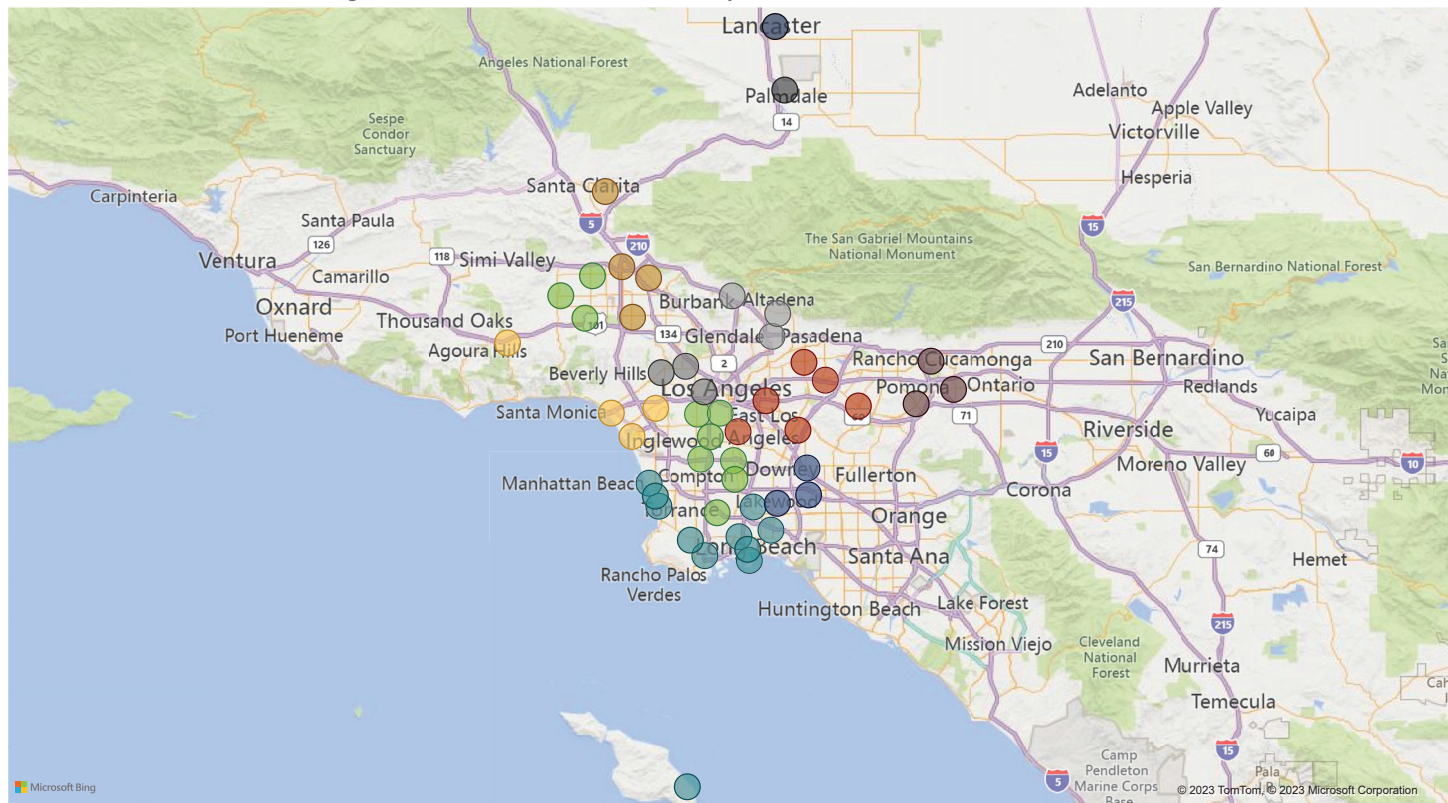 Lancaster
Angeles National Forest
Palmdale
Adelanto
Apple Valley
Sespe
Condor
Sanctuary
14
Victorville
Hesperia
Santa Clarita
Carpinteria
Santa Paula
5
15
126
210
The San Gabriel Mountains
National Monument
118
Simi Valley
Ventura
San Bernardino National Forest
Camarillo
Burbank
Altadena
215
Oxnard
Thousand Oaks
101
Port Hueneme
134
Glendale
Pasadena
210
Agoura Hills
2
Rancho Cucamonga
San Bernardino
Beverly Hills
Los Angeles
Pomona
Ontario
Redlands
Santa Monica
East Los
Angeles
71
Yucaipa
Inglewood
Riverside
15
60
Moreno Valley
10
Manhattan Beach
Compton
Downey
Fullerton
Corona
Torrance
Lakewood
Orange
Long Beach
Santa Ana
74
Hemet
Rancho Palos
Verdes
Huntington Beach
Lake Forest
215
Mission Viejo
Cleveland
National
Forest
Murrieta
Temecula
15
Camp
Pendleton
Marine Corps
Base
5
Pala
Microsoft Bing
© 2023 TomTom, © 2023 Microsoft Corporation